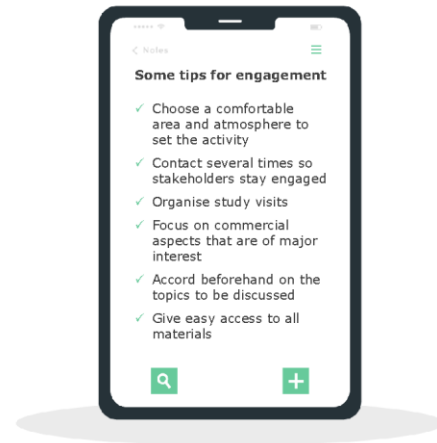 < Notes
Some tips for engagement
✓ Choose a comfortable
area and atmosphere to
set the activity
✓ Contact several times so
stakeholders stay engaged
✓ Organise study visits
✓ Focus on commercial
aspects that are of major
interest
✓ Accord beforehand on the
topics to be discussed
✓ Give easy access to all
materials